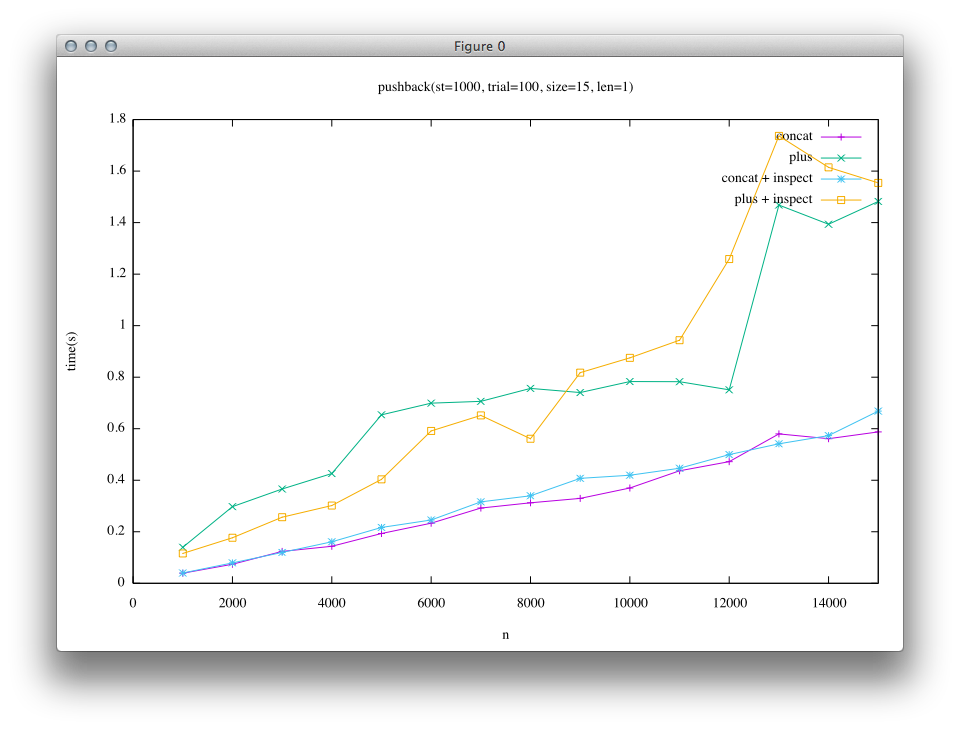 Figure 0
pushback(st=1000, trial=100, size=15, len=1)
1.8
1.6
1.4
1.2
1
0.8
0.6
0.4
0.2
0
time(s)
concat
plus
concat + inspect
plus + inspect
0 2000 4000 6000 8000 10000 12000 14000
n